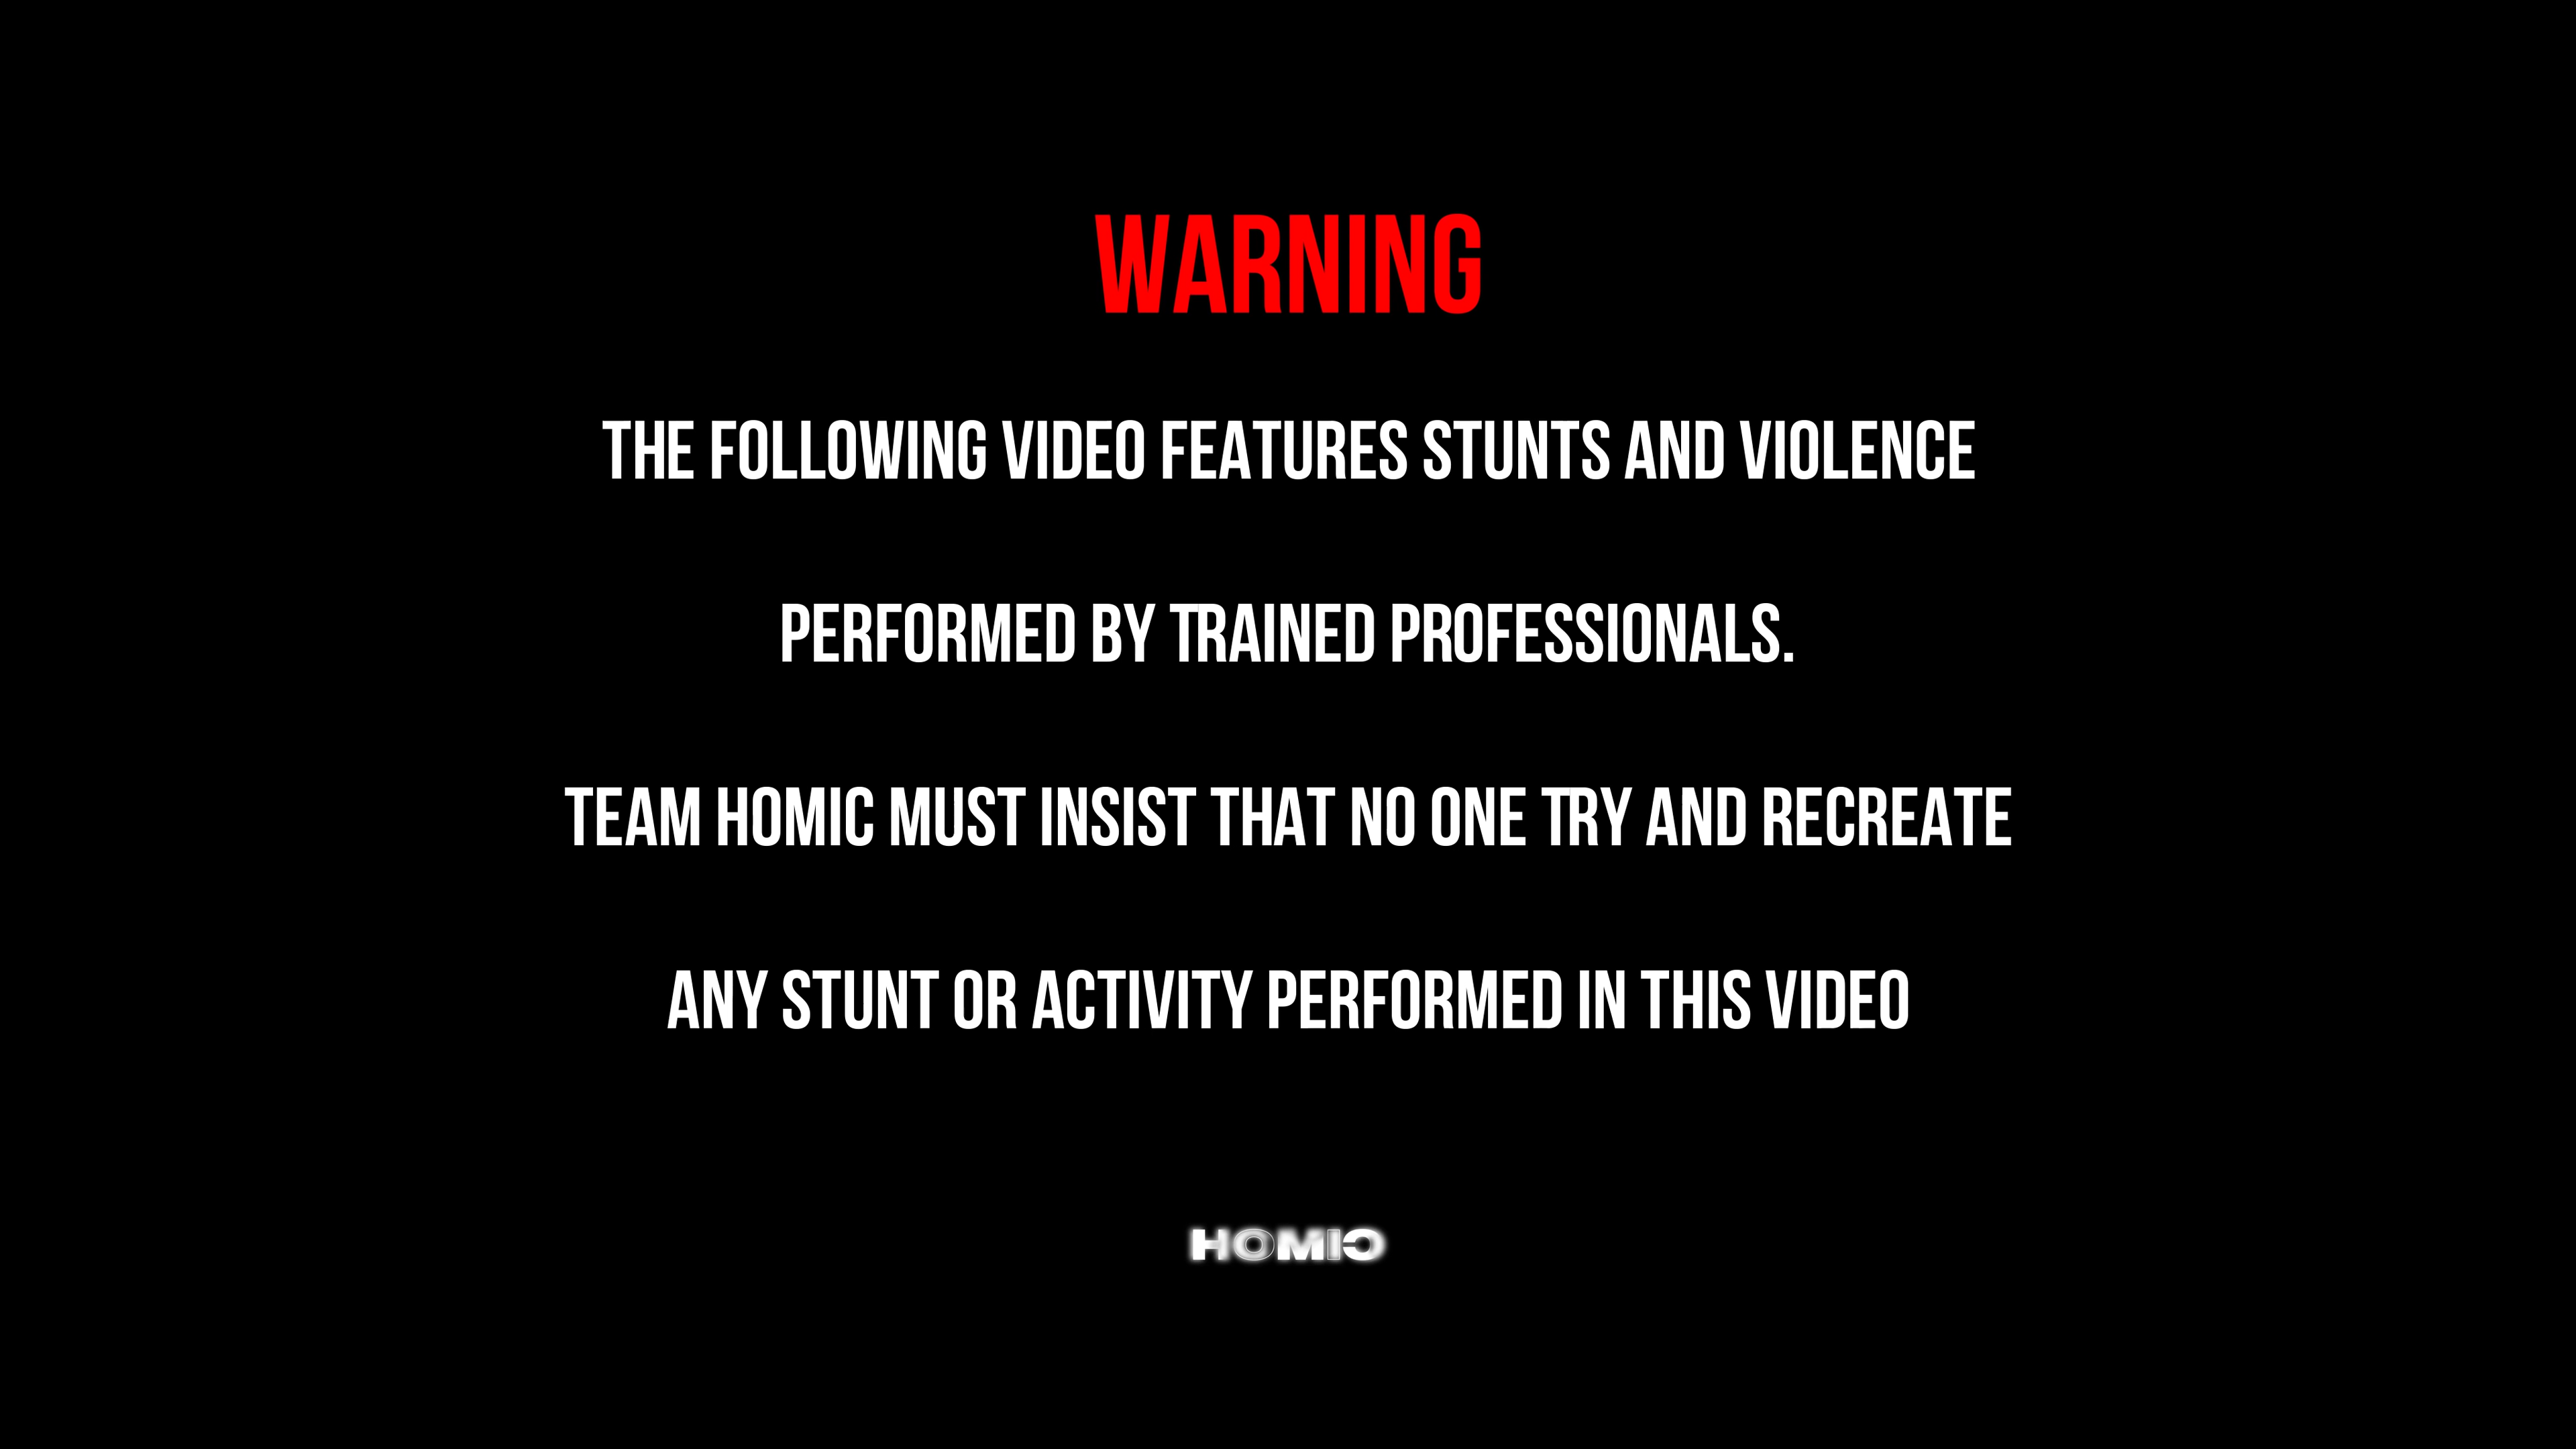 WARNING
THE FOLLOWING VIDEO FEATURES STUNTS AND VIOLENCE
PERFORMED BY TRAINED PROFESSIONALS.
TEAM HOMIC MUST INSIST THAT NO ONE TRY AND RECREATE
ANY STUNT OR ACTIVITY PERFORMED IN THIS VIDEO
HOMIC